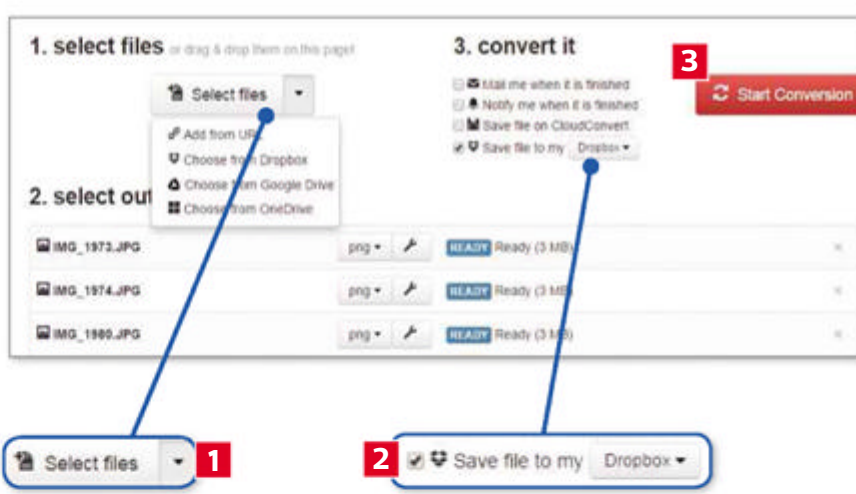 1. select files or drag & drop them on this page!
Select files
Add from URL
Choose from Dropbox
Choose from Google Drive
Choose from OneDrive
2. select out
3. convert it
Mail me when it is finished
Notify me when it is finished
Save file on CloudConvert
Save file to my Dropbox
3
Start Conversion
IMG_1973.JPG png READY Ready (3 MB)
IMG_1974.JPG png READY Ready (3 MB)
IMG_1980.JPG png READY Ready (3 MB)
Select files 1
2 Save file to my Dropbox